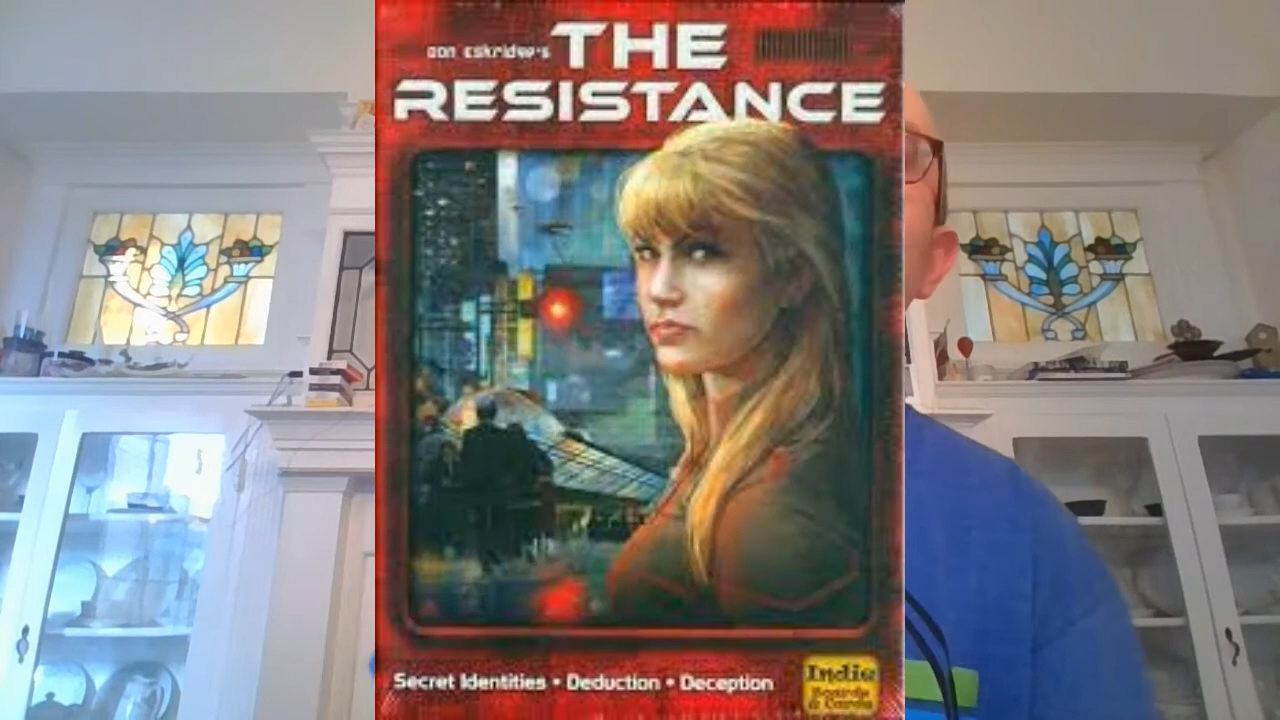 Don Eskridge's
THE
RESISTANCE
Secret Identities • Deduction • Deception
Indie
Boards
& Cards